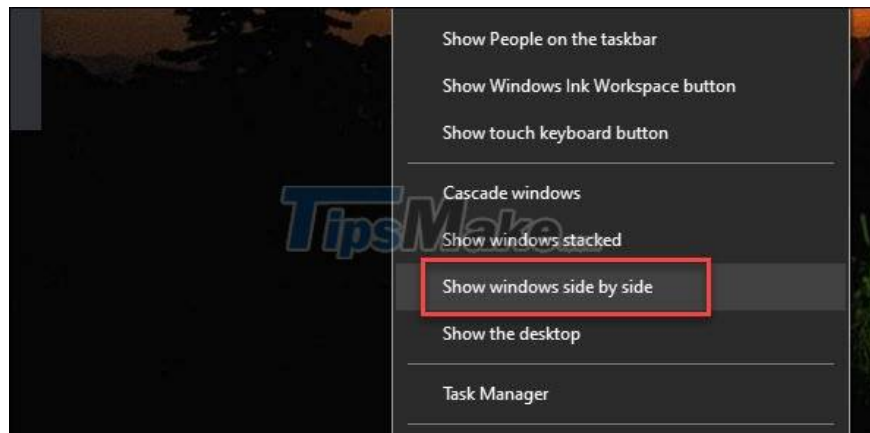 Show People on the taskbar
Show Windows Ink Workspace button
Show touch keyboard button
Cascade windows
TipsMake.com
Show windows stacked
Show windows side by side
Show the desktop
Task Manager